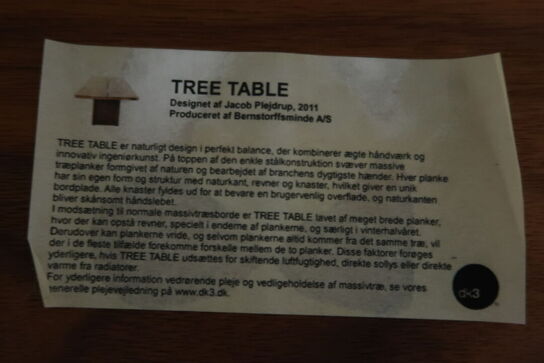 TREE TABLE
Designet af Jacob Plejdrup, 2011
Produceret af Bernstorffsminde A/S
TREE TABLE er naturligt design i perfekt balance, der kombinerer ægte håndværk og
innovativ ingeniørkunst. På toppen af den enkle stålkonstruktion svæver massive
træplanker formgivet af naturen og bearbejdet af branchens dygtigste hænder. Hver planke
har sin egen form og struktur med naturkant, revner og knaster, hvilket giver en unik
bordplade. Alle knaster fyldes ud for at bevare en brugervenlig overflade, og naturkanten
bliver skånsomt håndslebet.
I modsætning til normale massivtræsborde er TREE TABLE lavet af meget brede planker,
hvor der kan opstå revner, specielt i enderne af plankerne, og særligt i vinterhalvåret.
Derudover kan plankerne vride, og selvom plankerne altid kommer fra det samme træ, vil
der i de fleste tilfælde forekomme forskelle mellem de to planker. Disse faktorer forøges
yderligere, hvis TREE TABLE udsættes for skiftende luftfugtighed, direkte sollys eller direkte
varme fra radiatorer.
For yderligere information vedrørende pleje og vedligeholdelse af massivtræ, se vores
generelle plejevejledning på www.dk3.dk.
dk3